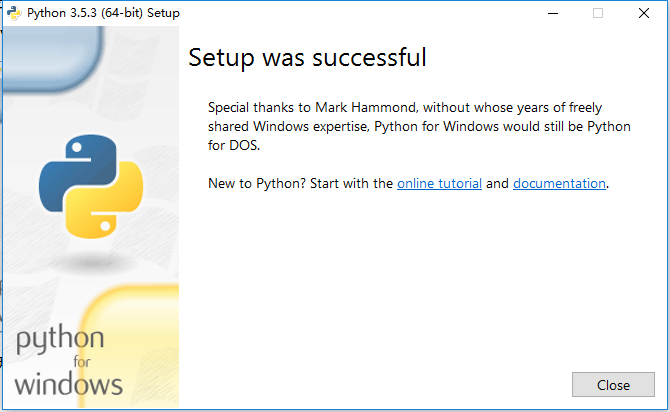 Python 3.5.3 (64-bit) Setup
Setup was successful
Special thanks to Mark Hammond, without whose years of freely
shared Windows expertise, Python for Windows would still be Python
for DOS.
New to Python? Start with the online tutorial and documentation.
python
for
windows
Close